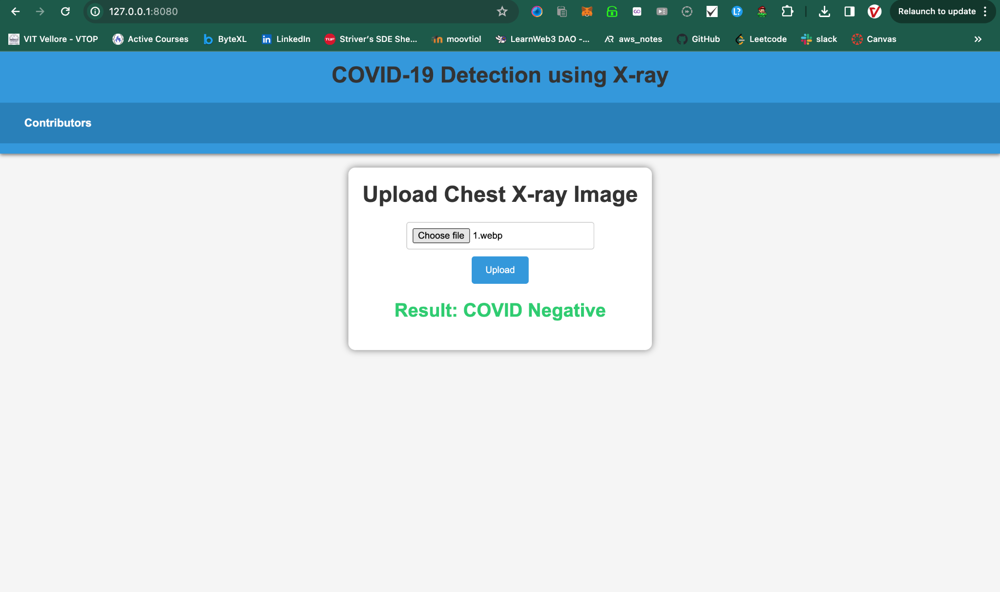 127.0.0.1:8080
Relaunch to update
VIT Vellore - VTOP
Active Courses
ByteXL
LinkedIn
TUF Striver's SDE She...
moovtiol
LearnWeb3 DAO -...
aws_notes
GitHub
Leetcode
slack
Canvas
COVID-19 Detection using X-ray
Contributors
Upload Chest X-ray Image
Choose file 1.webp
Upload
Result: COVID Negative